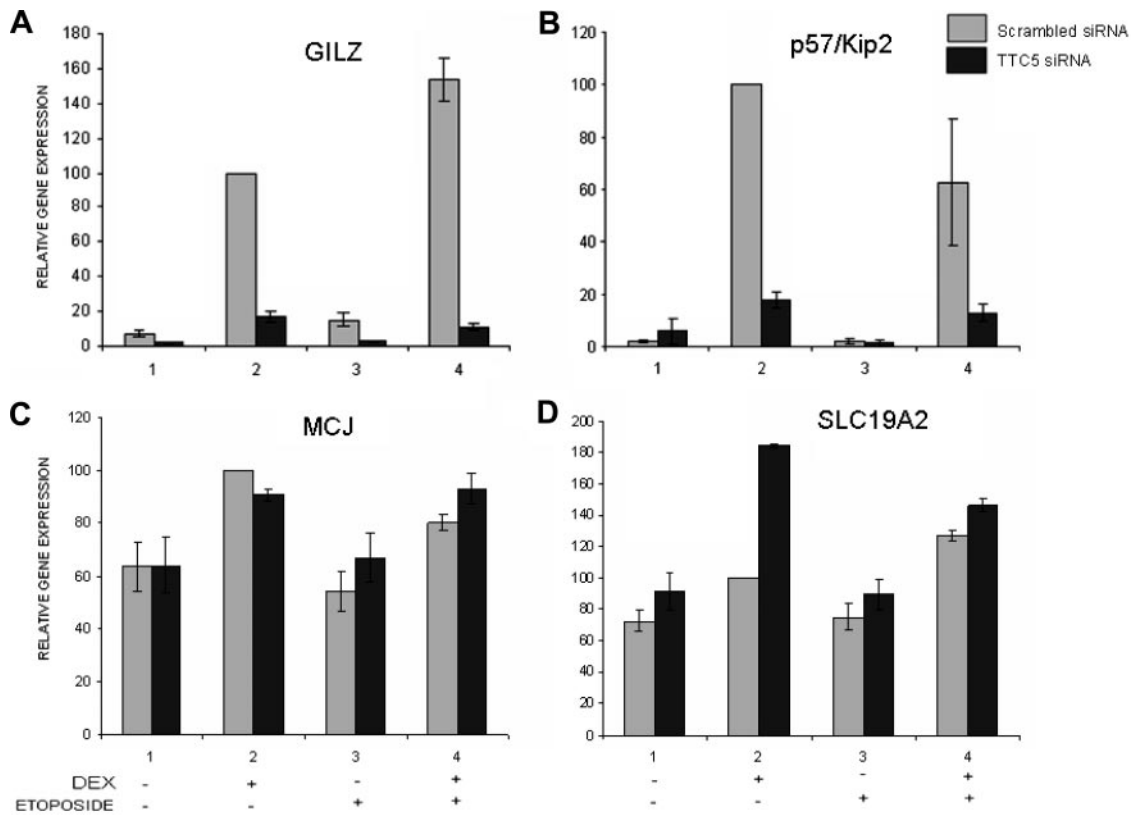 A
GILZ
RELATIVE GENE EXPRESSION
180
160
140
120
100
80
60
40
20
0
1 2 3 4
B
p57/Kip2
Scrambled siRNA
TTC5 siRNA
120
100
80
60
40
20
0
1 2 3 4
C
MCJ
RELATIVE GENE EXPRESSION
120
100
80
60
40
20
0
1 2 3 4
D
SLC19A2
200
180
160
140
120
100
80
60
40
20
0
1 2 3 4
DEX - + - + - + - +
ETOPOSIDE - - + + - - + +